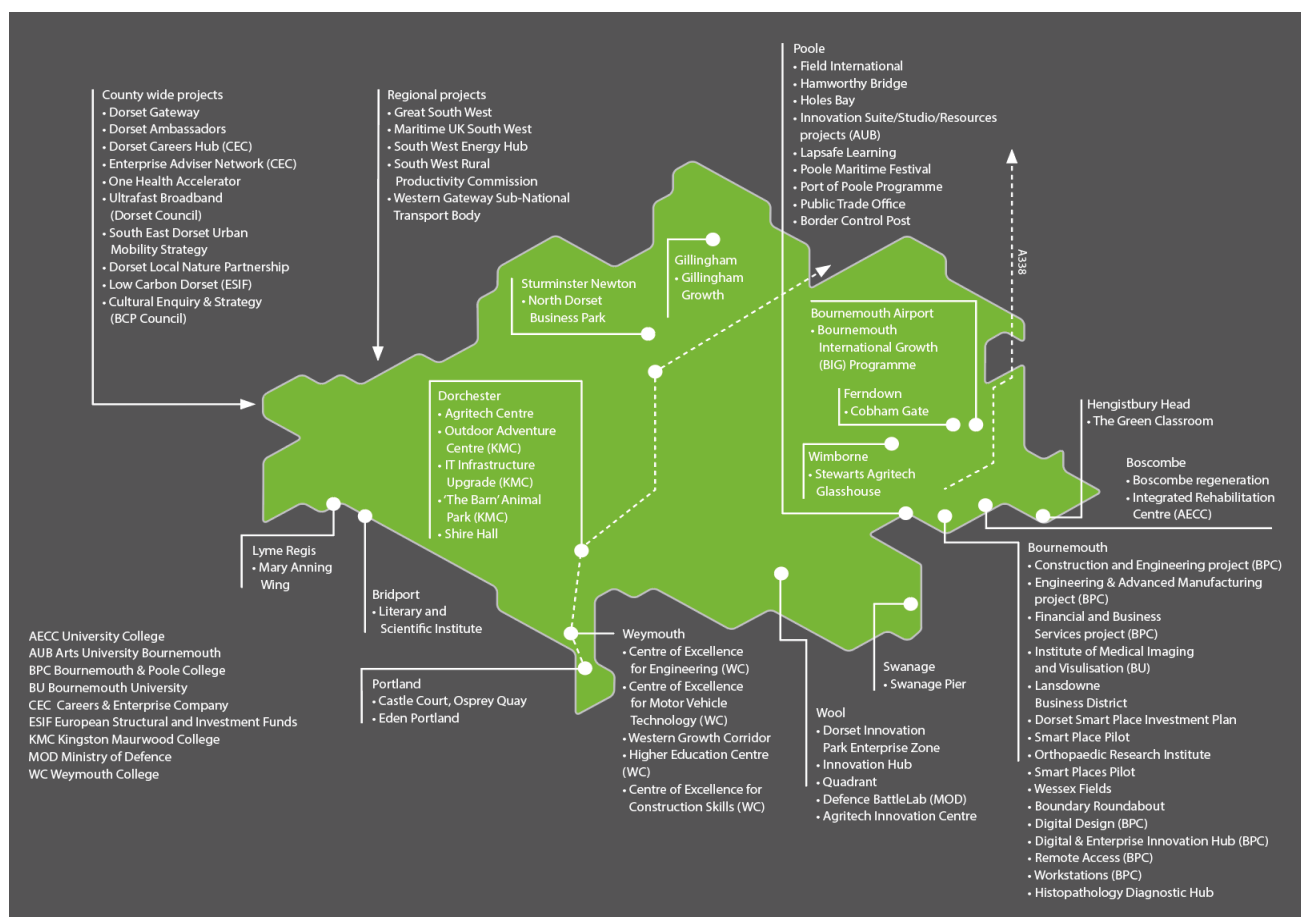 County wide projects
• Dorset Gateway
• Dorset Ambassadors
• Dorset Careers Hub (CEC)
• Enterprise Adviser Network (CEC)
• One Health Accelerator
• Ultrafast Broadband
(Dorset Council)
• South East Dorset Urban
Mobility Strategy
• Dorset Local Nature Partnership
• Low Carbon Dorset (ESIF)
• Cultural Enquiry & Strategy
(BCP Council)
Regional projects
• Great South West
• Maritime UK South West
• South West Energy Hub
• South West Rural
Productivity Commission
• Western Gateway Sub-National
Transport Body
Poole
• Field International
• Hamworthy Bridge
• Holes Bay
• Innovation Suite/Studio/Resources
projects (AUB)
• Lapsafe Learning
• Poole Maritime Festival
• Port of Poole Programme
• Public Trade Office
• Border Control Post
A338
Gillingham
• Gillingham
Growth
Sturminster Newton
• North Dorset
Business Park
Bournemouth Airport
• Bournemouth
International Growth
(BIG) Programme
Ferndown
• Cobham Gate
Wimborne
• Stewarts Agritech
Glasshouse
Dorchester
• Agritech Centre
• Outdoor Adventure
Centre (KMC)
• IT Infrastructure
Upgrade (KMC)
• ‘The Barn’ Animal
Park (KMC)
• Shire Hall
Hengistbury Head
• The Green Classroom
Boscombe
• Boscombe regeneration
• Integrated Rehabilitation
Centre (AECC)
Lyme Regis
• Mary Anning
Wing
Bridport
• Literary and
Scientific Institute
Portland
• Castle Court, Osprey Quay
• Eden Portland
Weymouth
• Centre of Excellence
for Engineering (WC)
• Centre of Excellence
for Motor Vehicle
Technology (WC)
• Western Growth Corridor
• Higher Education Centre
(WC)
• Centre of Excellence for
Construction Skills (WC)
Wool
• Dorset Innovation
Park Enterprise Zone
• Innovation Hub
• Quadrant
• Defence BattleLab (MOD)
• Agritech Innovation Centre
Swanage
• Swanage Pier
Bournemouth
• Construction and Engineering project (BPC)
• Engineering & Advanced Manufacturing
project (BPC)
• Financial and Business
Services project (BPC)
• Institute of Medical Imaging
and Visulisation (BU)
• Lansdowne
Business District
• Dorset Smart Place Investment Plan
• Smart Place Pilot
• Orthopaedic Research Institute
• Smart Places Pilot
• Wessex Fields
• Boundary Roundabout
• Digital Design (BPC)
• Digital & Enterprise Innovation Hub (BPC)
• Remote Access (BPC)
• Workstations (BPC)
• Histopathology Diagnostic Hub
AECC University College
AUB Arts University Bournemouth
BPC Bournemouth & Poole College
BU Bournemouth University
CEC Careers & Enterprise Company
ESIF European Structural and Investment Funds
KMC Kingston Maurwood College
MOD Ministry of Defence
WC Weymouth College